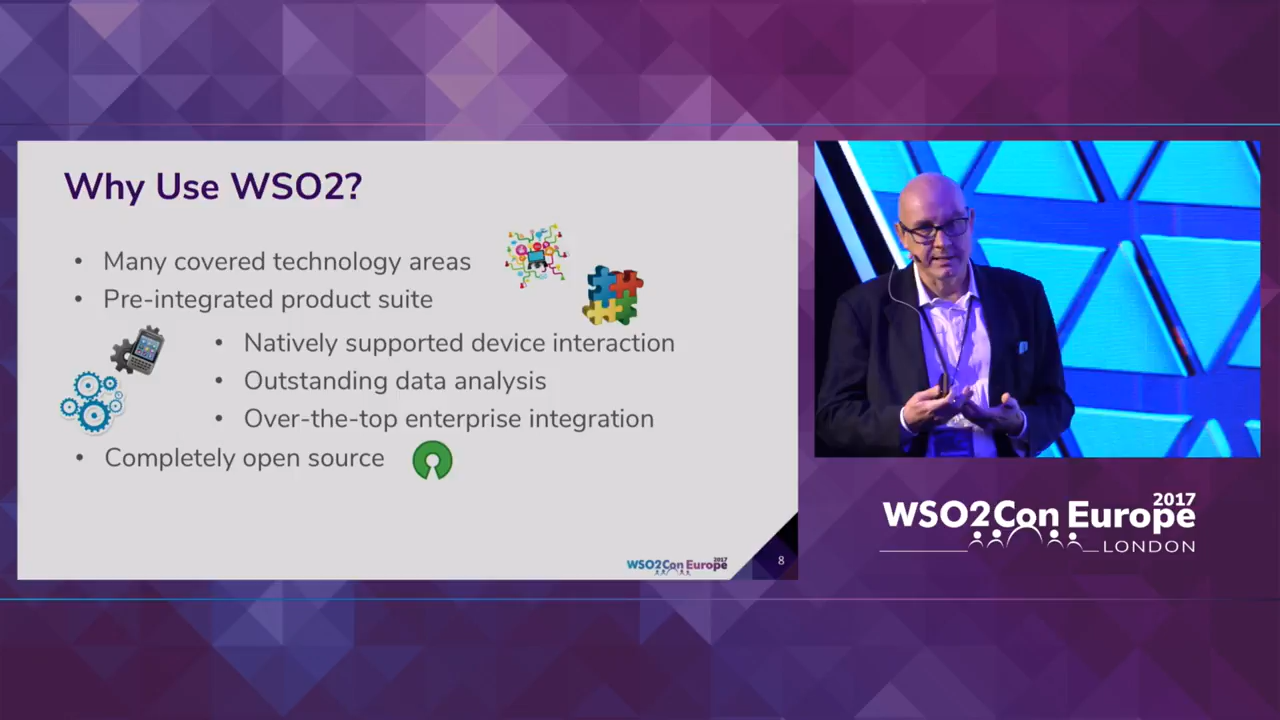 Why Use WSO2?
• Many covered technology areas
• Pre-integrated product suite
• Natively supported device interaction
• Outstanding data analysis
• Over-the-top enterprise integration
• Completely open source
WSO2Con Europe 2017
8
WSO2Con Europe 2017
LONDON